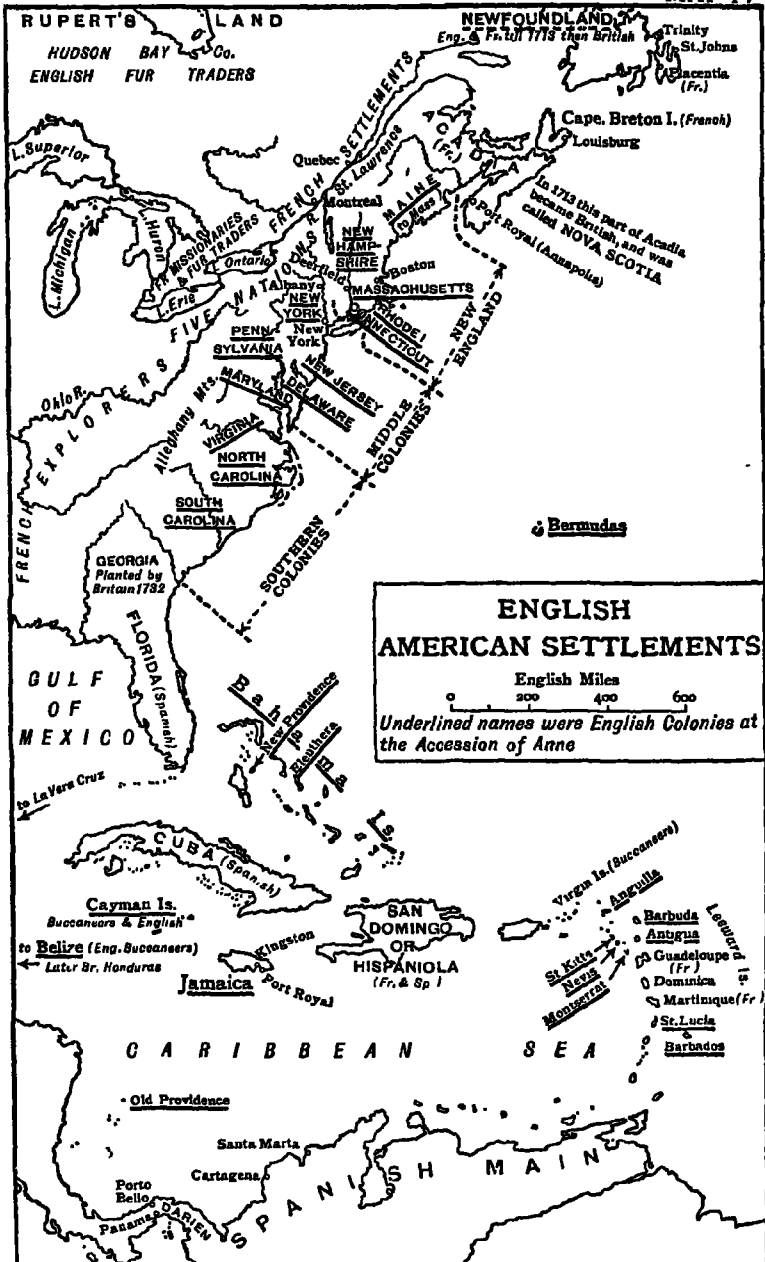 RUPERT'S LAND
HUDSON BAY Co.
ENGLISH FUR TRADERS
NEWFOUNDLAND
Eng. & Fr. til 1713 then British
Trinity
St. Johns
Placentia
(Fr.)
Cape. Breton I. (French)
Louisburg
ACADIA
(Fr.)
In 1713 this part of Acadia
became British, and was
called NOVA SCOTIA
Port Royal (Annapolis)
FRENCH SETTLEMENTS
R. St. Lawrence
Quebec
Montreal
MAINE
to Mass
L. Superior
L. Michigan
L. Huron
L. Ontario
L. Erie
FR. MISSIONARIES
& FUR TRADERS
FIVE NATIONS
NEW
HAMP-
SHIRE
Deerfield
Boston
MASSACHUSETTS
Albany
NEW
YORK
New
York
RHODE I
CONNECTICUT
NEW
ENGLAND
PENN
SYLVANIA
NEW JERSEY
DELAWARE
MARYLAND
MIDDLE
COLONIES
Ohio R.
FRENCH EXPLORERS
Alleghany Mts.
VIRGINIA
NORTH
CAROLINA
SOUTH
CAROLINA
SOUTHERN
COLONIES
GEORGIA
Planted by
Britain 1732
FLORIDA (Spanish)
Bermudas
ENGLISH
AMERICAN SETTLEMENTS
English Miles
0 200 400 600
Underlined names were English Colonies at
the Accession of Anne
GULF
OF
MEXICO
to La Vera Cruz
Bahama Is.
New Providence
Eleuthera
CUBA (Spanish)
Cayman Is.
Buccaneers & English
to Belize (Eng. Buccaneers)
Later Br. Honduras
Kingston
Jamaica
Port Royal
SAN
DOMINGO
OR
HISPANIOLA
(Fr. & Sp)
Virgin Is. (Buccaneers)
Anguilla
Barbuda
Antigua
Leeward Is.
St Kitts
Nevis
Montserrat
Guadeloupe
(Fr)
Dominica
Martinique (Fr)
St. Lucia
Barbados
CARIBBEAN SEA
Old Providence
Santa Marta
Cartagena
Porto
Bello
Panama
DARIEN
SPANISH MAIN